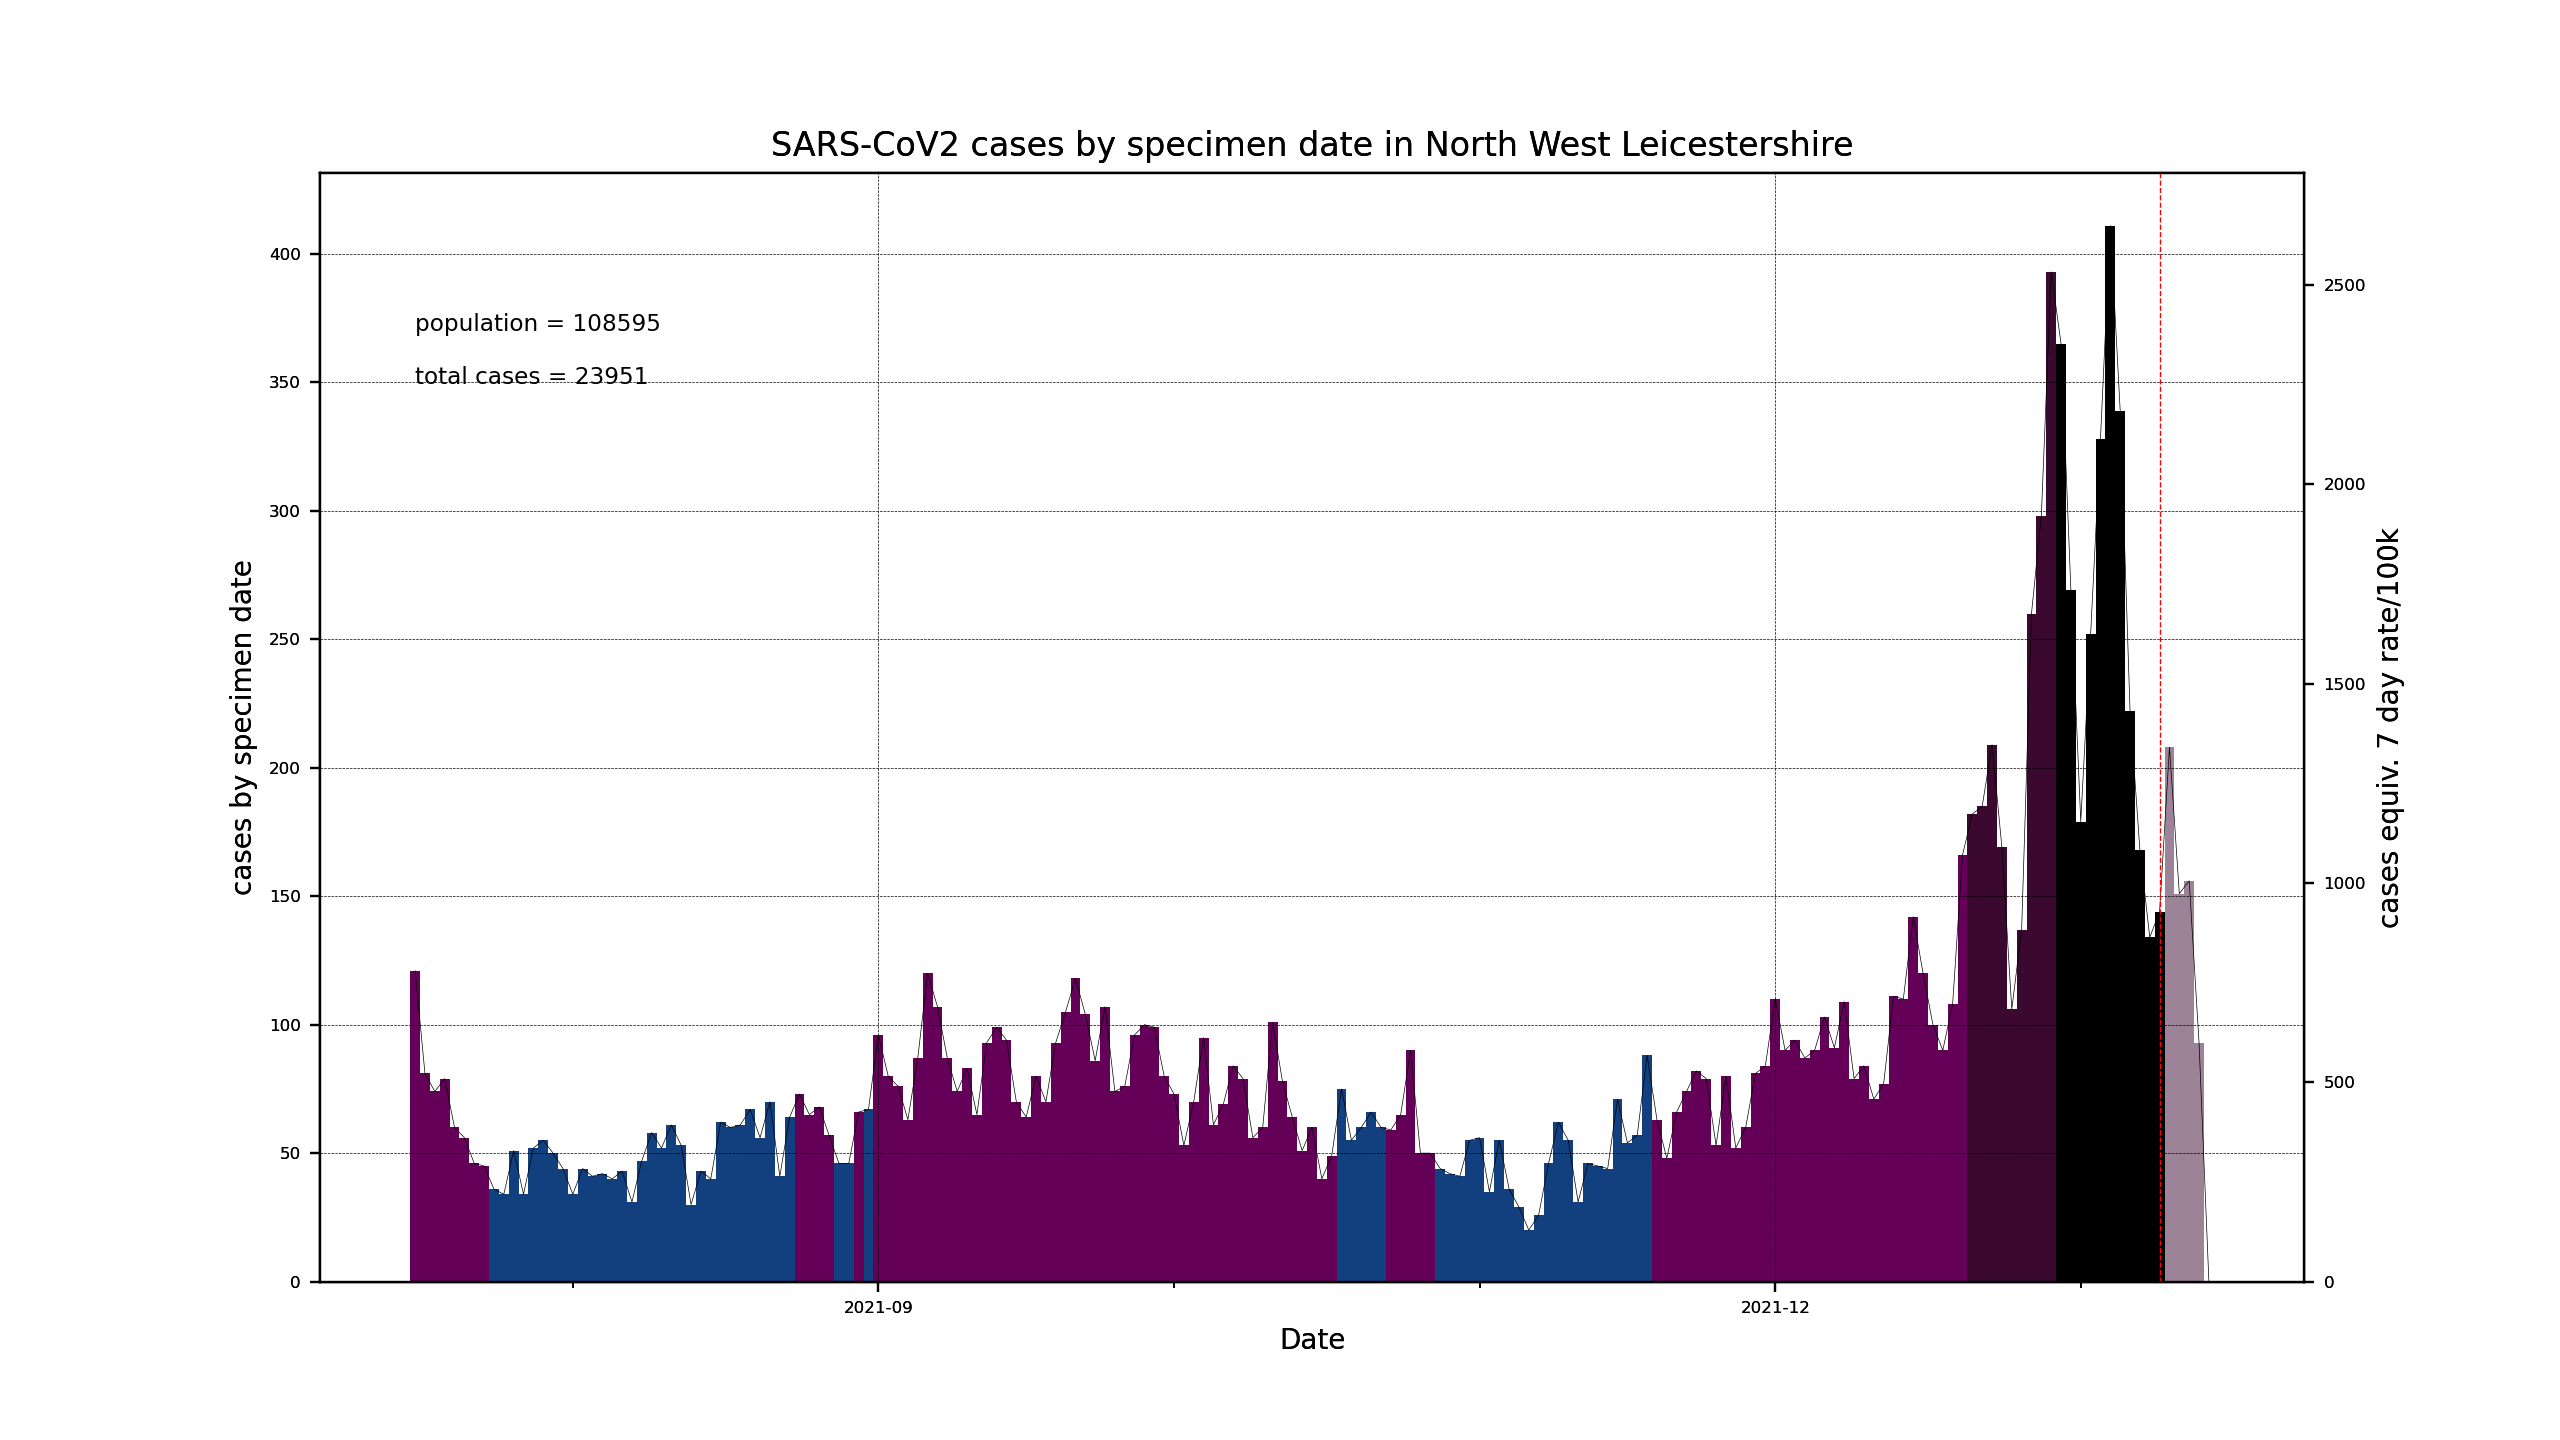 SARS-CoV2 cases by specimen date in North West Leicestershire
population = 108595
total cases = 23951
cases by specimen date
400
350
300
250
200
150
100
50
0
2500
2000
1500
1000
500
0
cases equiv. 7 day rate/100k
2021-09
2021-12
Date